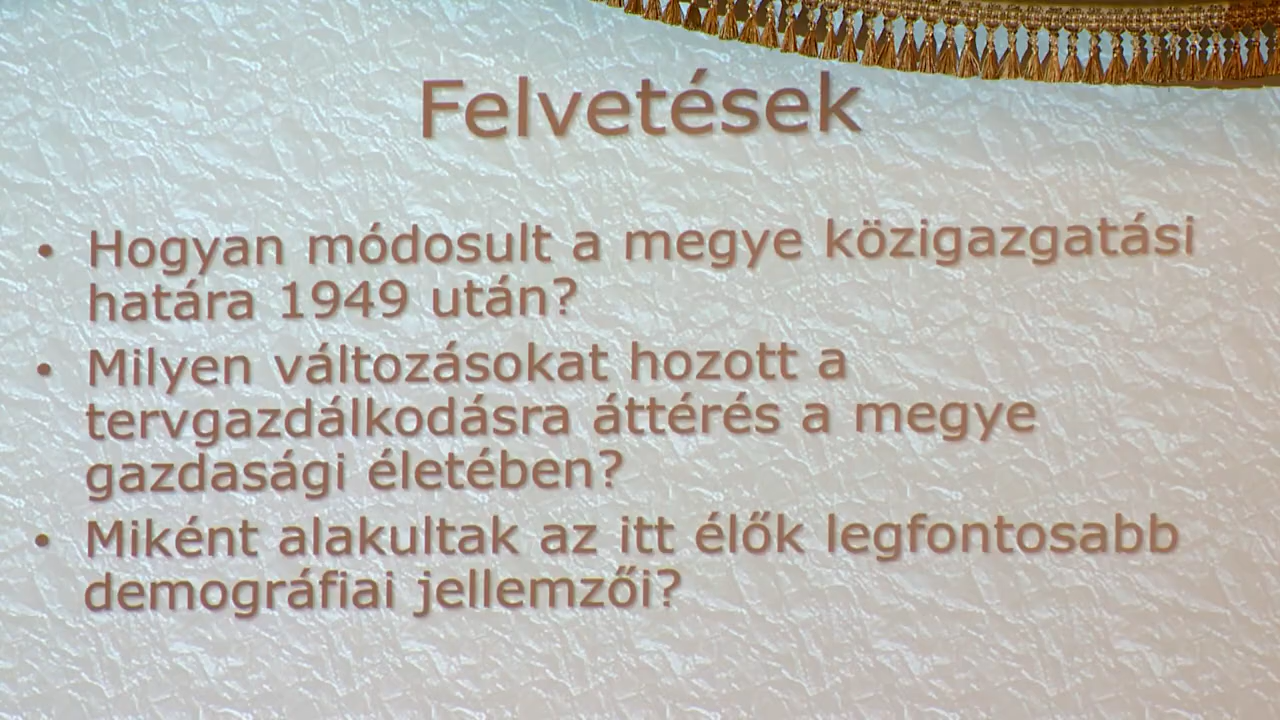 Felvetések
• Hogyan módosult a megye közigazgatási
határa 1949 után?
• Milyen változásokat hozott a
tervgazdálkodásra áttérés a megye
gazdasági életében?
• Miként alakultak az itt élők legfontosabb
demográfiai jellemzői?